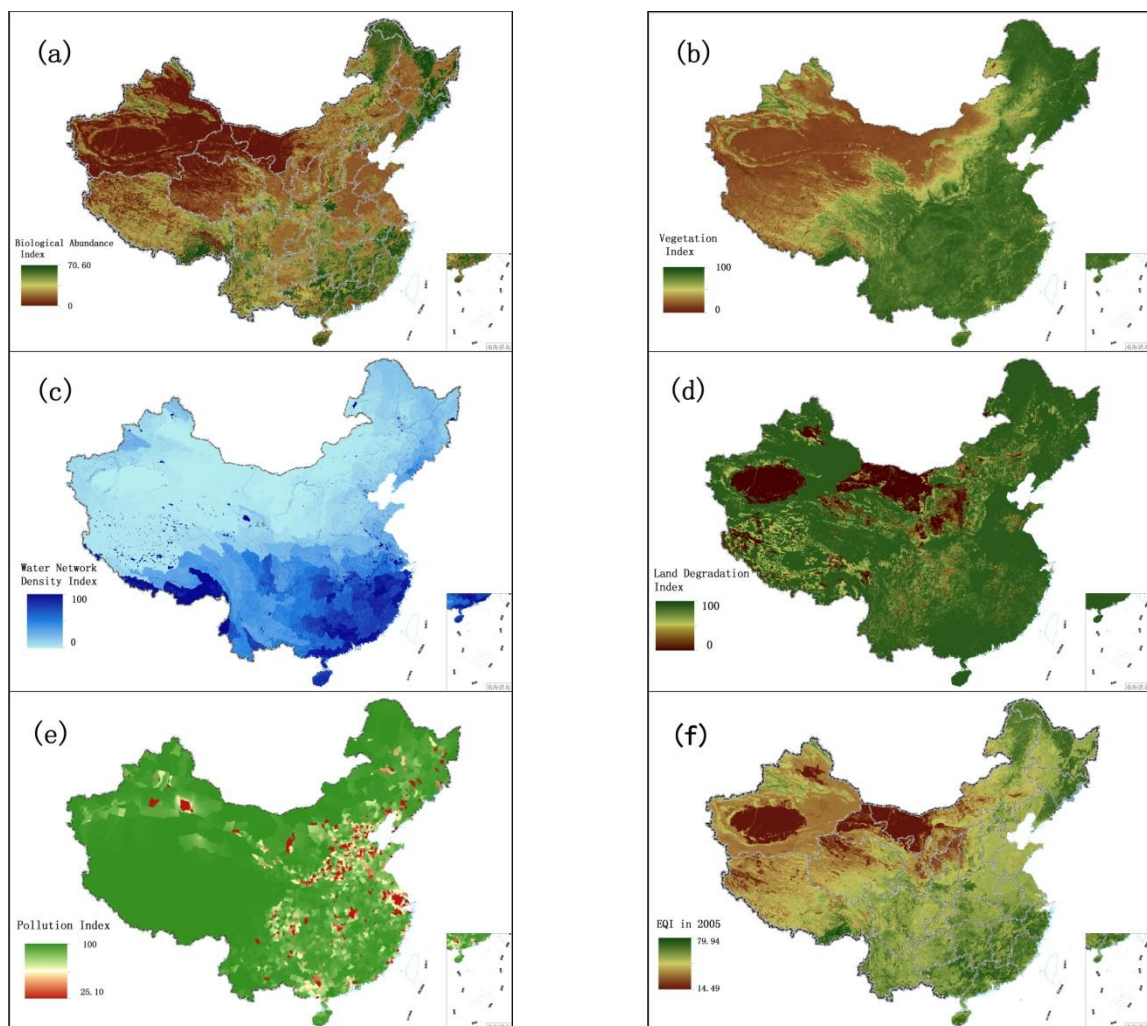 (a)
Biological Abundance
Index
70.60
0
(b)
Vegetation
Index
100
0
(c)
Water Network
Density Index
100
0
(d)
Land Degradation
Index
100
0
(e)
Pollution Index
100
25.10
(f)
EQI in 2005
79.94
14.49